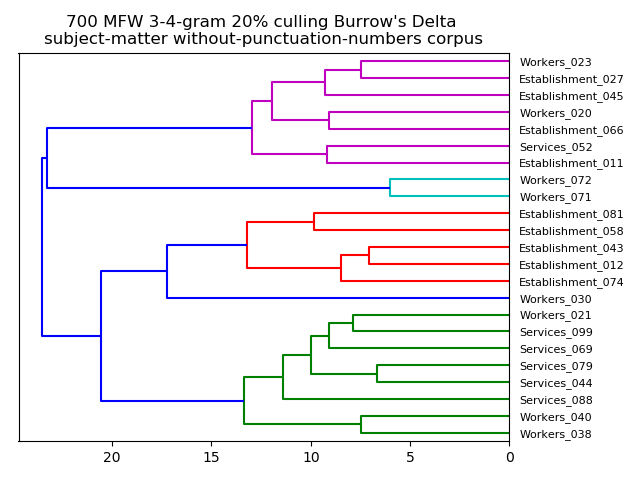 700 MFW 3-4-gram 20% culling Burrow's Delta
subject-matter without-punctuation-numbers corpus
Workers_023
Establishment_027
Establishment_045
Workers_020
Establishment_066
Services_052
Establishment_011
Workers_072
Workers_071
Establishment_081
Establishment_058
Establishment_043
Establishment_012
Establishment_074
Workers_030
Workers_021
Services_099
Services_069
Services_079
Services_044
Services_088
Workers_040
Workers_038
20 15 10 5 0